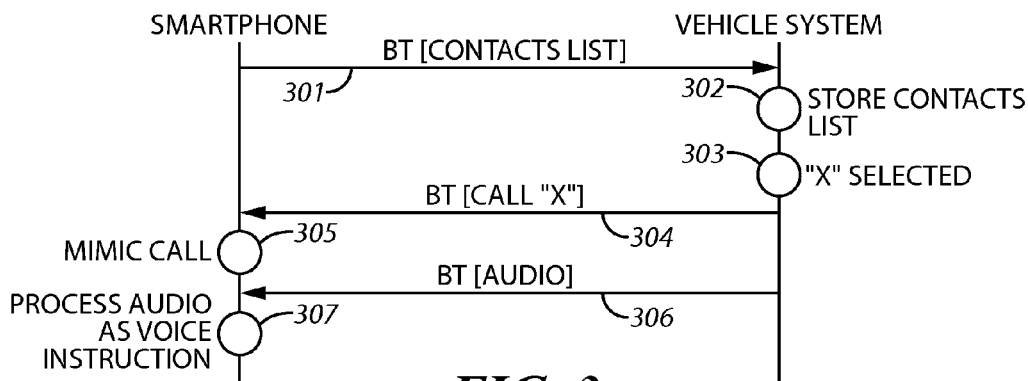 SMARTPHONE
VEHICLE SYSTEM
BT [CONTACTS LIST]
301
302
STORE CONTACTS
LIST
303
"X" SELECTED
BT [CALL "X"]
304
305
MIMIC CALL
BT [AUDIO]
306
PROCESS AUDIO
AS VOICE
INSTRUCTION
307